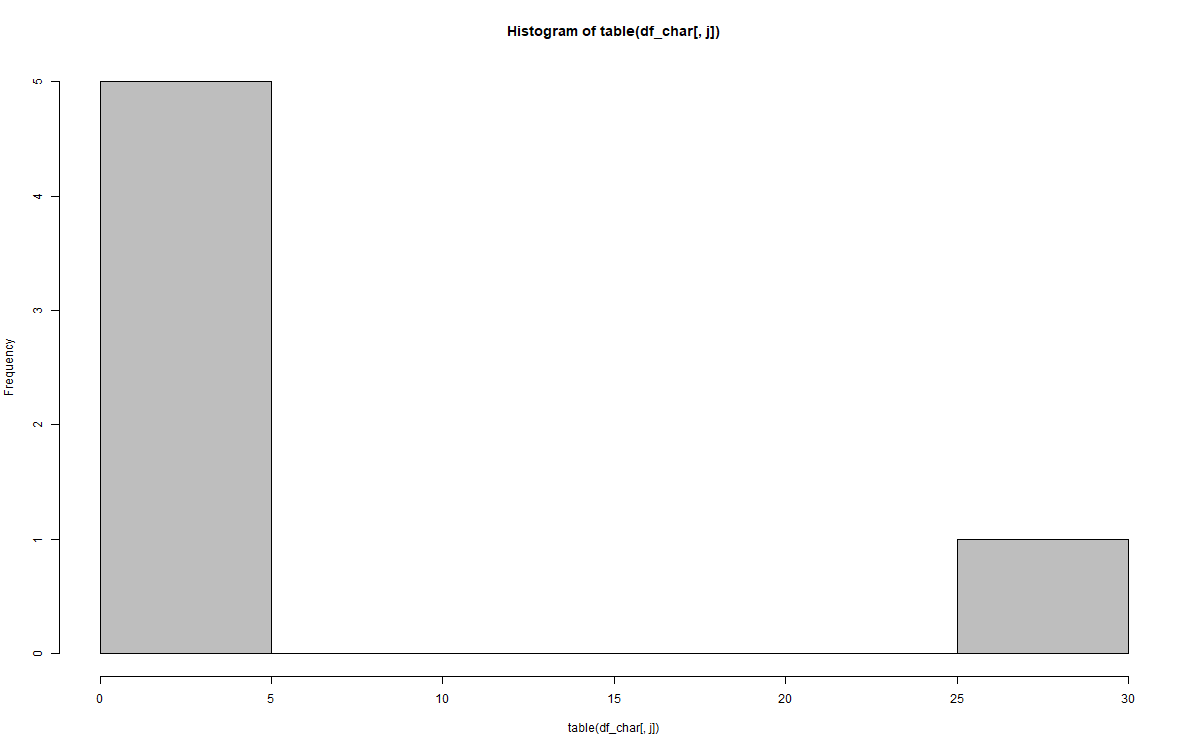 Histogram of table(df_char[, j])
5
4
3
2
1
0
Frequency
0 5 10 15 20 25 30
table(df_char[, j])